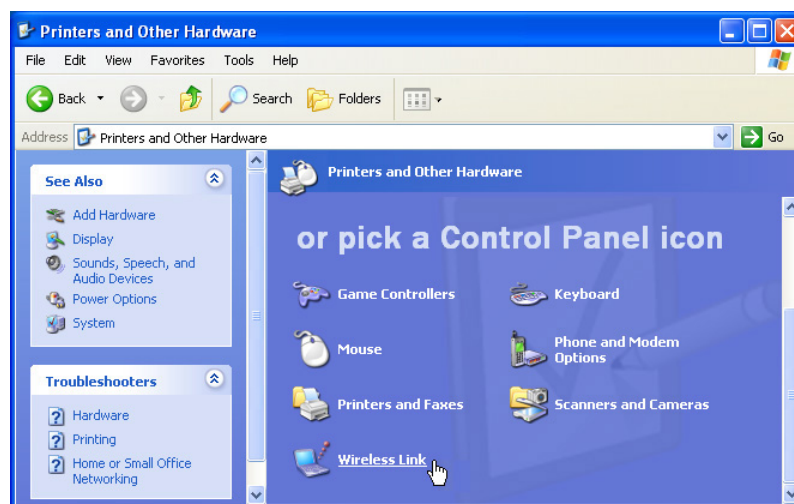 Printers and Other Hardware
File Edit View Favorites Tools Help
Back Search Folders
Address Printers and Other Hardware Go
See Also
Add Hardware
Display
Sounds, Speech, and
Audio Devices
Power Options
System
Troubleshooters
Hardware
Printing
Home or Small Office
Networking
Printers and Other Hardware
or pick a Control Panel icon
Game Controllers
Keyboard
Mouse
Phone and Modem
Options
Printers and Faxes
Scanners and Cameras
Wireless Link